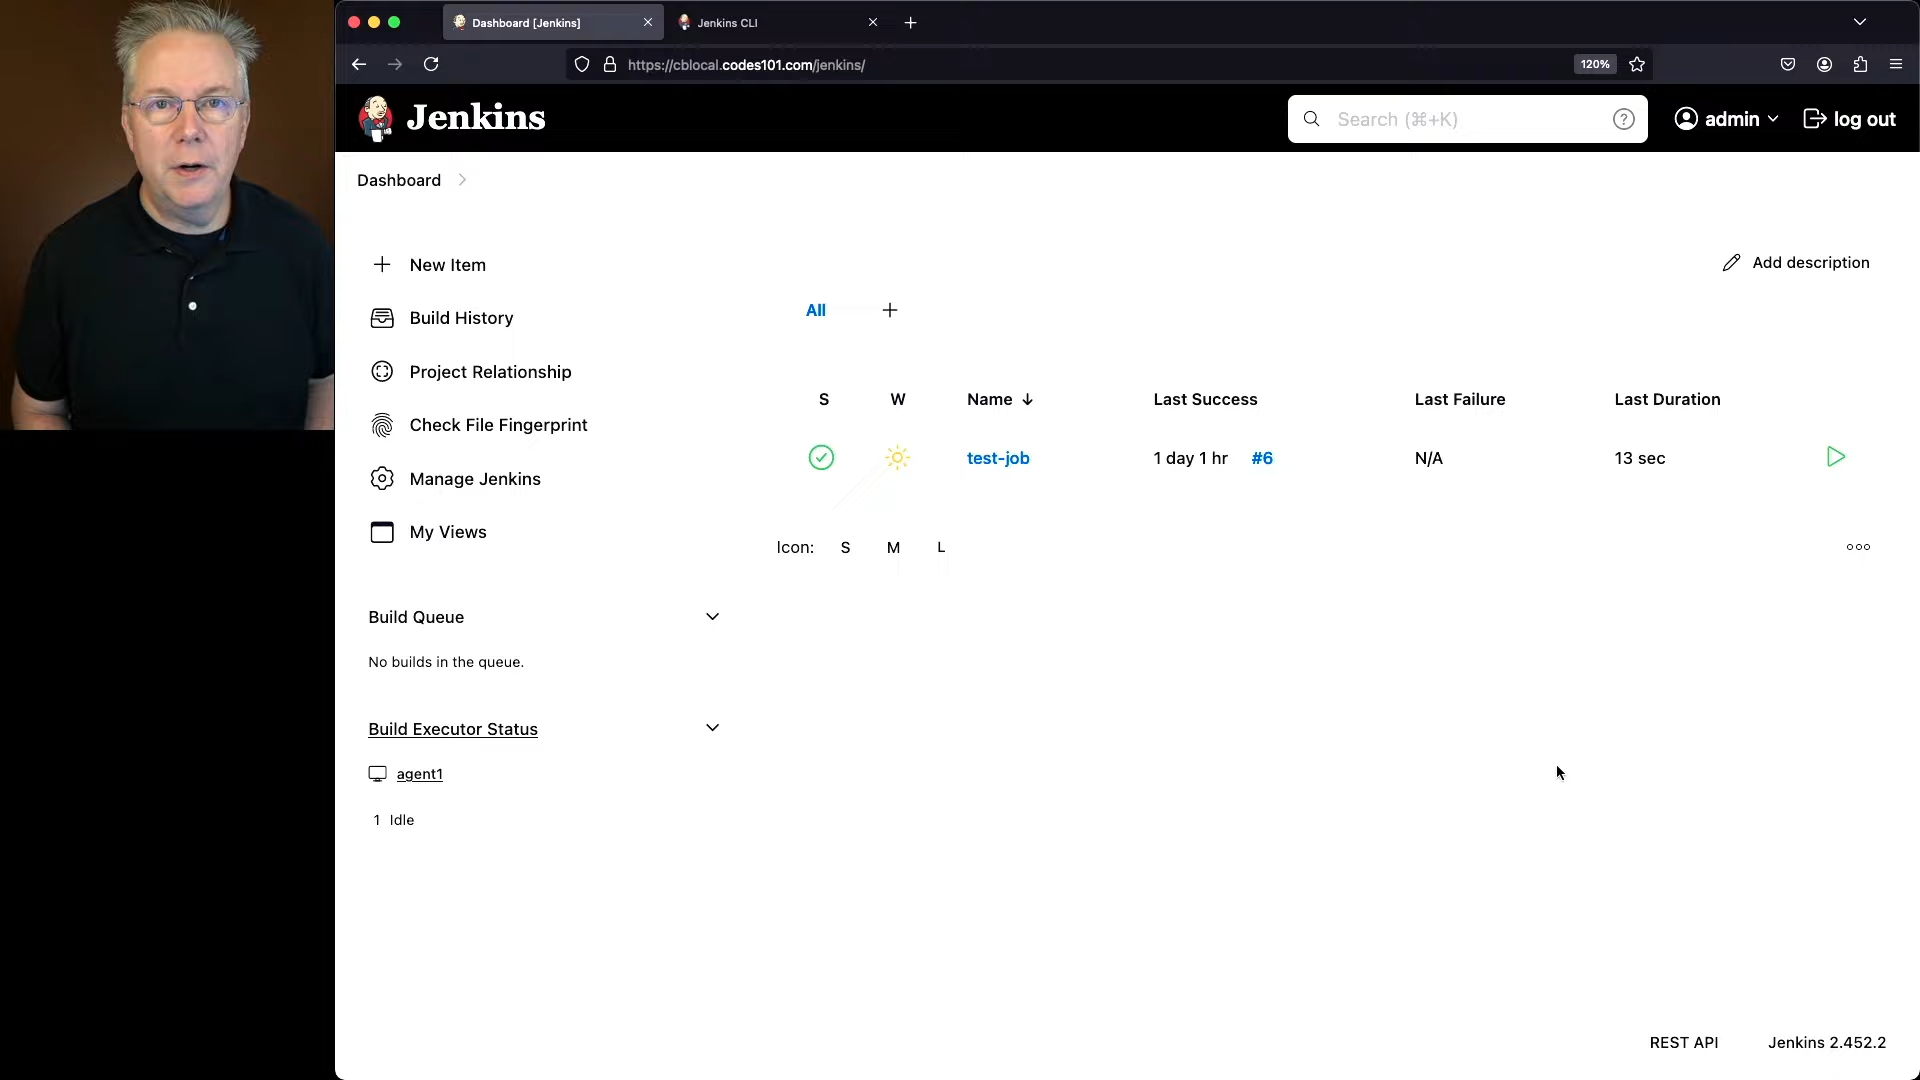 Dashboard [Jenkins]
Jenkins CLI
https://cblocal.codes101.com/jenkins/
120%
Jenkins
Search (⌘+K)
admin
log out
Dashboard
New Item
Build History
Project Relationship
Check File Fingerprint
Manage Jenkins
My Views
Build Queue
No builds in the queue.
Build Executor Status
agent1
1 Idle
Add description
All
S W Name ↓ Last Success Last Failure Last Duration
test-job 1 day 1 hr #6 N/A 13 sec
Icon: S M L
REST API Jenkins 2.452.2